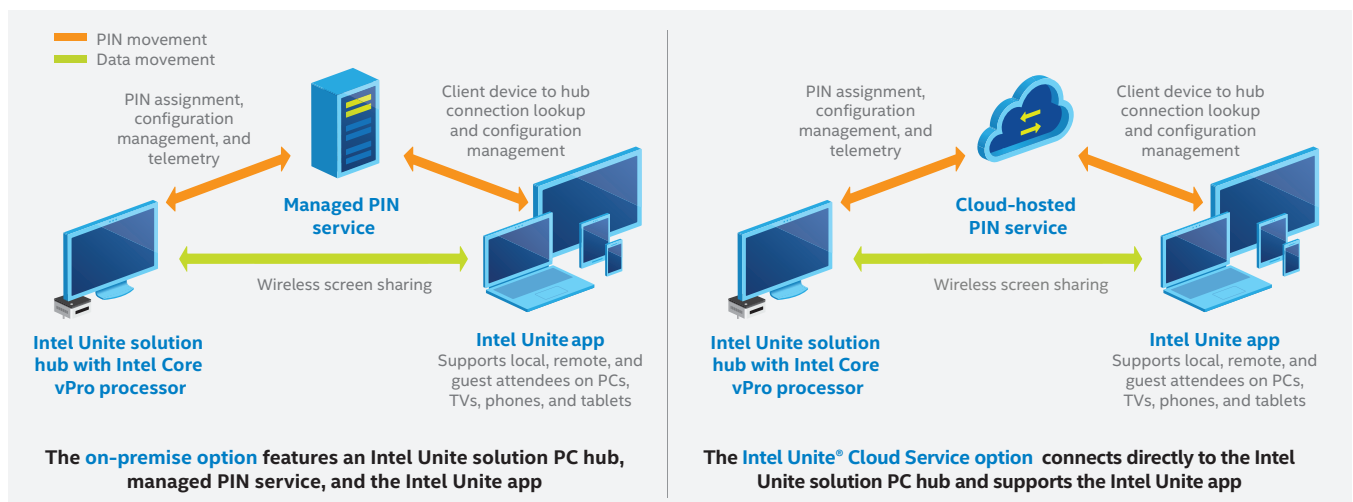 PIN movement
Data movement
PIN assignment,
configuration
management, and
telemetry
Client device to hub
connection lookup
and configuration
management
Managed PIN
service
Wireless screen sharing
Intel Unite solution
hub with Intel Core
vPro processor
Intel Unite app
Supports local, remote, and
guest attendees on PCs,
TVs, phones, and tablets
The on-premise option features an Intel Unite solution PC hub,
managed PIN service, and the Intel Unite app
PIN assignment,
configuration
management, and
telemetry
Client device to hub
connection lookup
and configuration
management
Cloud-hosted
PIN service
Wireless screen sharing
Intel Unite solution
hub with Intel Core
vPro processor
Intel Unite app
Supports local, remote, and
guest attendees on PCs,
TVs, phones, and tablets
The Intel Unite® Cloud Service option connects directly to the Intel
Unite solution PC hub and supports the Intel Unite app